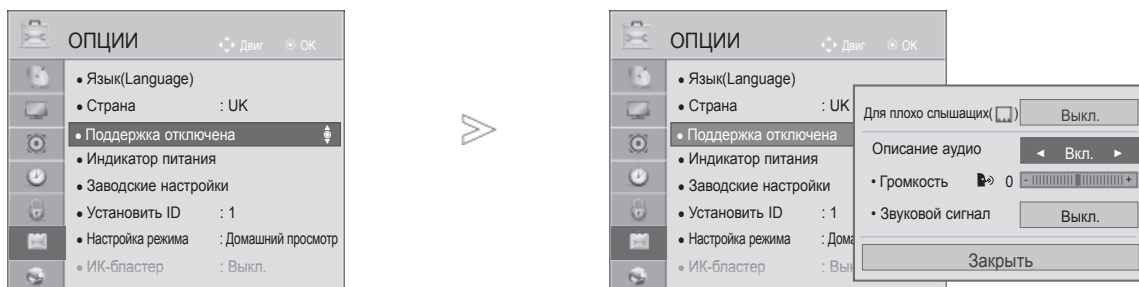 ОПЦИИ Двиг OK
• Язык(Language)
• Страна : UK
• Поддержка отключена
• Индикатор питания
• Заводские настройки
• Установить ID : 1
• Настройка режима : Домашний просмотр
• ИК-бластер : Выкл.
ОПЦИИ Двиг OK
• Язык(Language)
• Страна : UK
• Поддержка отключена
• Индикатор питания
• Заводские настройки
• Установить ID : 1
• Настройка режима : Дома
• ИК-бластер : Вык
Для плохо слышащих( ) Выкл.
Описание аудио ◄ Вкл. ►
• Громкость 0 - +
• Звуковой сигнал Выкл.
Закрыть